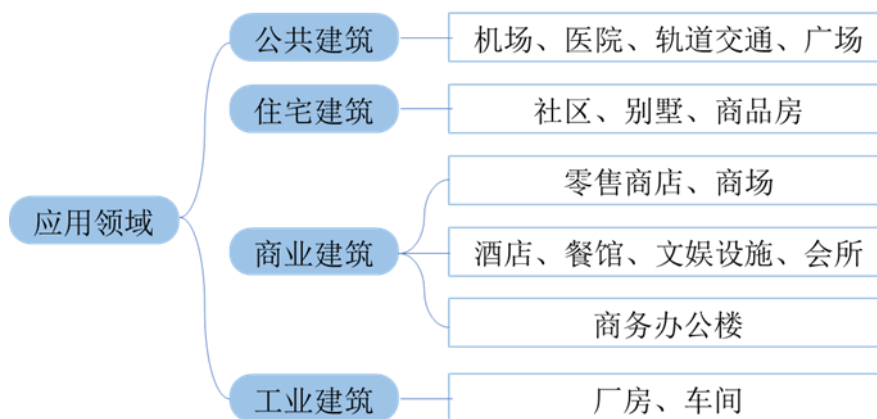 应用领域
公共建筑
机场、医院、轨道交通、广场
住宅建筑
社区、别墅、商品房
商业建筑
零售商店、商场
酒店、餐馆、文娱设施、会所
商务办公楼
工业建筑
厂房、车间